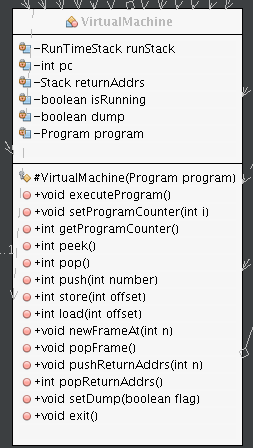 VirtualMachine
-RunTimeStack runStack
-int pc
-Stack returnAddrs
-boolean isRunning
-boolean dump
-Program program
#VirtualMachine(Program program)
+void executeProgram()
+void setProgramCounter(int i)
+int getProgramCounter()
+int peek()
+int pop()
+int push(int number)
+int store(int offset)
+int load(int offset)
+void newFrameAt(int n)
+void popFrame()
+void pushReturnAddrs(int n)
+int popReturnAddrs()
+void setDump(boolean flag)
+void exit()